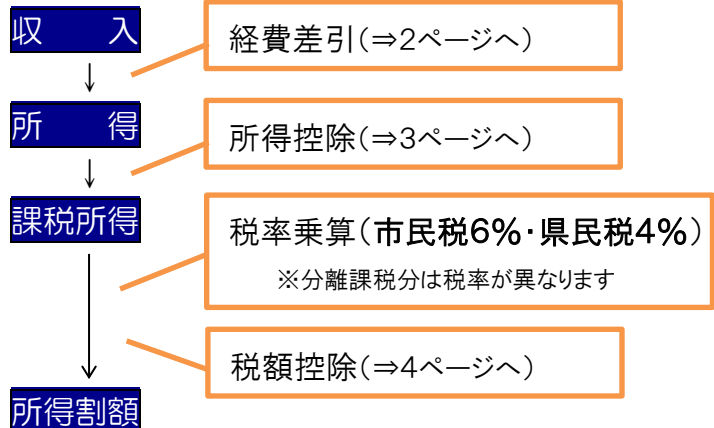 収　入
経費差引(⇒2ページへ)
↓
所　得
所得控除(⇒3ページへ)
↓
課税所得
税率乗算(市民税6%・県民税4%)
※分離課税分は税率が異なります
税額控除(⇒4ページへ)
所得割額